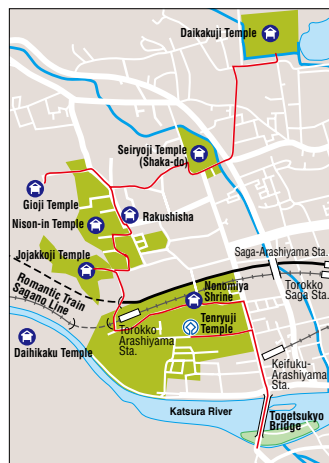 Daikakuji Temple
Seiryoji Temple
(Shaka-do)
Gioji Temple
Rakushisha
Nison-in Temple
Jojakkoji Temple
Saga-Arashiyama Sta.
Romantic Train
Sagano Line
Nonomiya
Shrine
Torokko
Saga Sta.
Torokko
Arashiyama
Sta.
Tenryuji
Temple
Daihikaku Temple
Keifuku-
Arashiyama
Sta.
Katsura River
Togetsukyo
Bridge